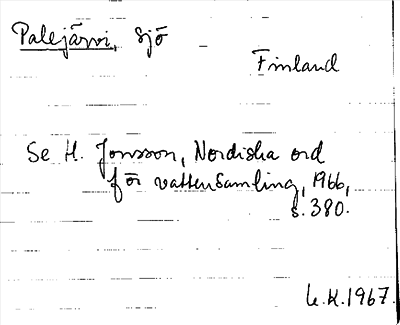 Palejärvi, sjö
Finland
Se H. Jonsson, Nordiska ord
för vattensamling, 1966,
s. 380.
L.K.1967.